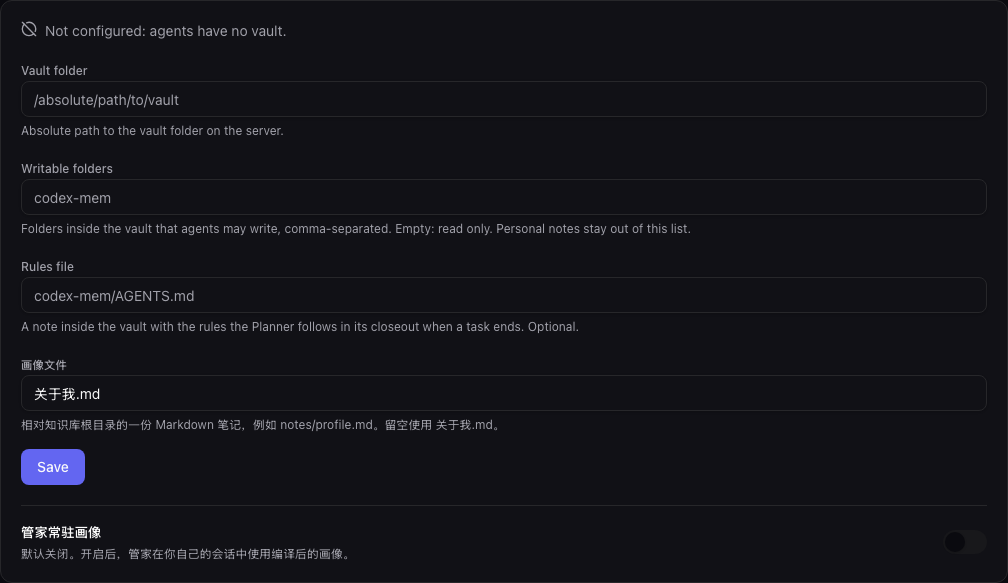 Not configured: agents have no vault.
Vault folder
/absolute/path/to/vault
Absolute path to the vault folder on the server.
Writable folders
codex-mem
Folders inside the vault that agents may write, comma-separated. Empty: read only. Personal notes stay out of this list.
Rules file
codex-mem/AGENTS.md
A note inside the vault with the rules the Planner follows in its closeout when a task ends. Optional.
画像文件
关于我.md
相对知识库根目录的一份 Markdown 笔记，例如 notes/profile.md。留空使用 关于我.md。
Save
管家常驻画像
默认关闭。开启后，管家在你自己的会话中使用编译后的画像。